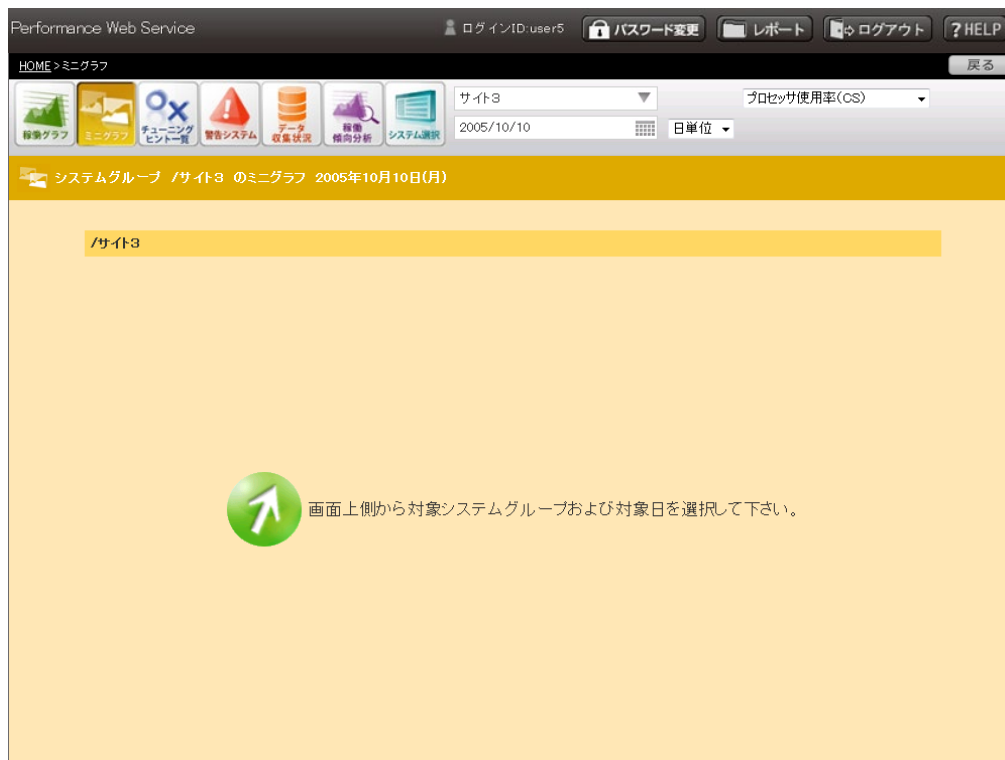 Performance Web Service
ログインID:user5
パスワード変更
レポート
ログアウト
?HELP
HOME>ミニグラフ
戻る
稼働グラフ
ミニグラフ
チューニング
ヒント一覧
警告システム
データ
収集状況
稼働
傾向分析
システム選択
サイト3
プロセッサ使用率(CS)
2005/10/10
日単位
システムグループ /サイト3 のミニグラフ 2005年10月10日(月)
/サイト3
画面上側から対象システムグループおよび対象日を選択して下さい。